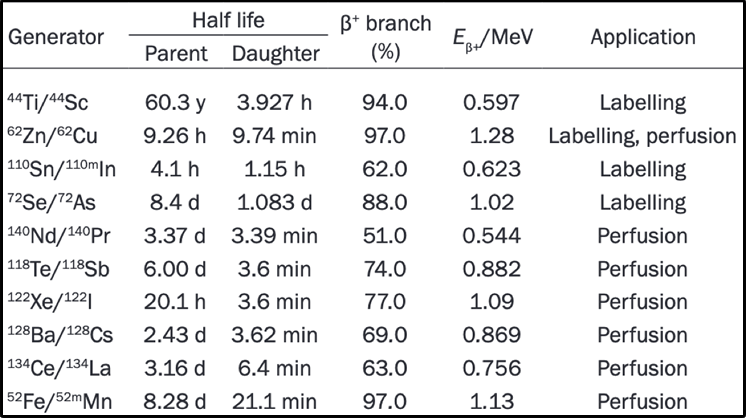 Generator Half life β⁺ branch (%) E_β+/MeV Application
Parent Daughter
⁴⁴Ti/⁴⁴Sc 60.3 y 3.927 h 94.0 0.597 Labelling
⁶²Zn/⁶²Cu 9.26 h 9.74 min 97.0 1.28 Labelling, perfusion
¹¹⁰Sn/¹¹⁰ᵐIn 4.1 h 1.15 h 62.0 0.623 Labelling
⁷²Se/⁷²As 8.4 d 1.083 d 88.0 1.02 Labelling
¹⁴⁰Nd/¹⁴⁰Pr 3.37 d 3.39 min 51.0 0.544 Perfusion
¹¹⁸Te/¹¹⁸Sb 6.00 d 3.6 min 74.0 0.882 Perfusion
¹²²Xe/¹²²I 20.1 h 3.6 min 77.0 1.09 Perfusion
¹²⁸Ba/¹²⁸Cs 2.43 d 3.62 min 69.0 0.869 Perfusion
¹³⁴Ce/¹³⁴La 3.16 d 6.4 min 63.0 0.756 Perfusion
⁵²Fe/⁵²ᵐMn 8.28 d 21.1 min 97.0 1.13 Perfusion